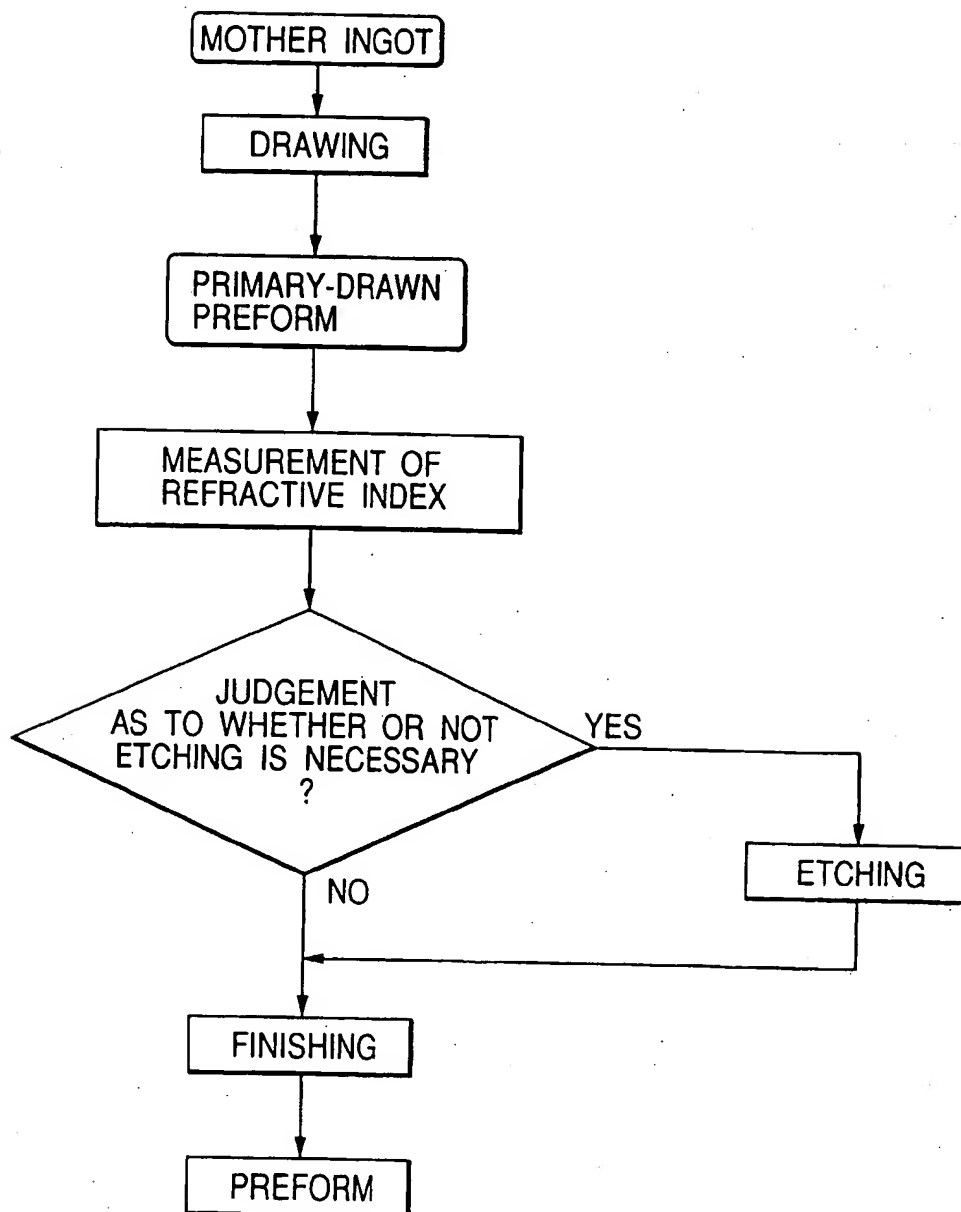 MOTHER INGOT
DRAWING
PRIMARY-DRAWN
PREFORM
MEASUREMENT OF
REFRACTIVE INDEX
JUDGEMENT
AS TO WHETHER OR NOT
ETCHING IS NECESSARY
?
YES
ETCHING
NO
FINISHING
PREFORM